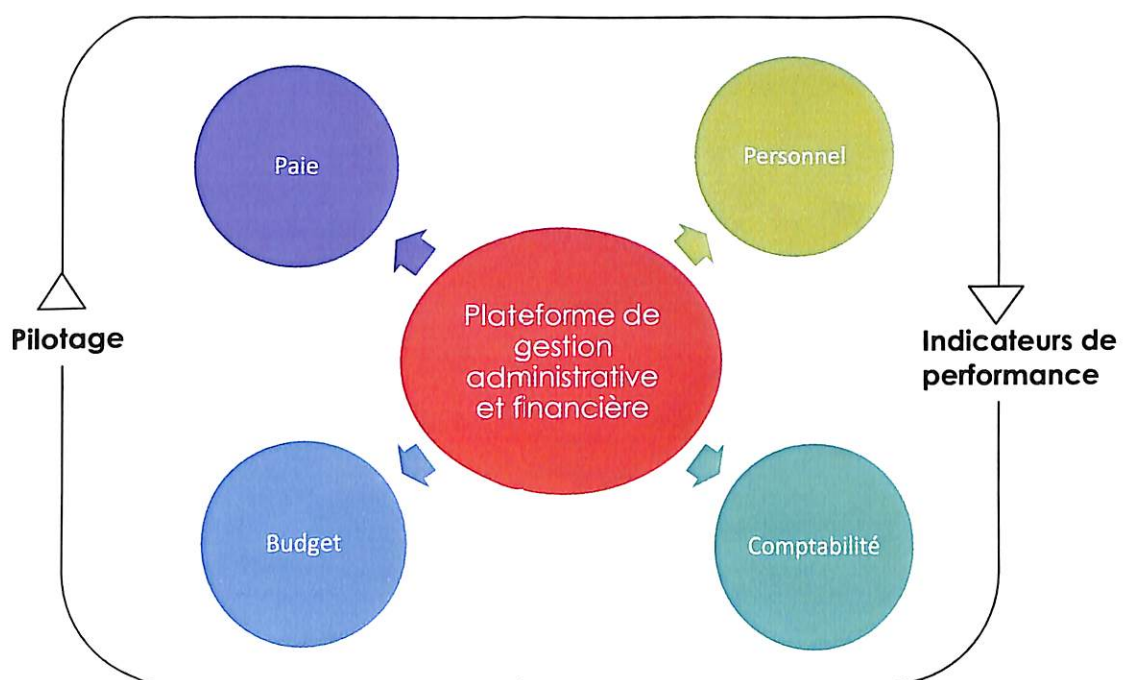 Paie
Personnel
Plateforme de
gestion
administrative
et financière
Pilotage
Indicateurs de
performance
Budget
Comptabilité